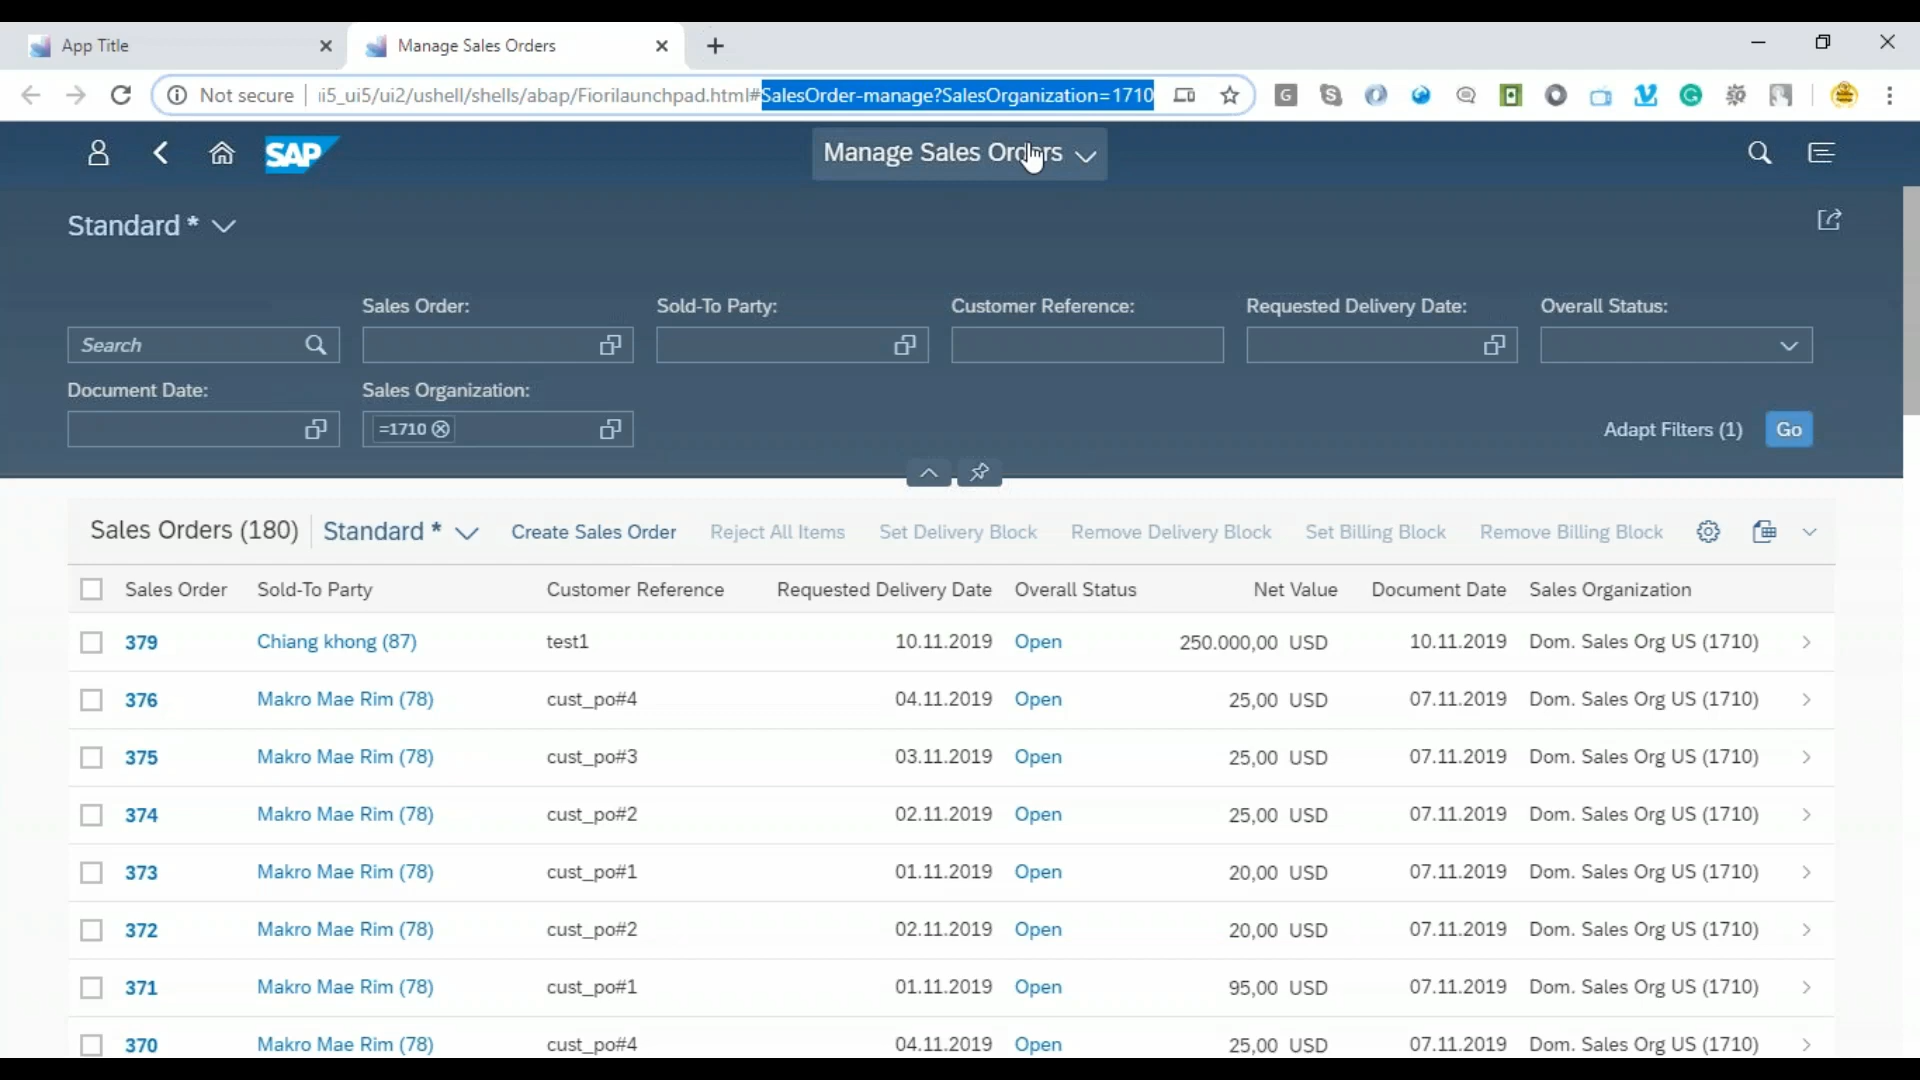 App Title
Manage Sales Orders
Not secure
ii5_ui5/ui2/ushell/shells/abap/Fiorilaunchpad.html#SalesOrder-manage?SalesOrganization=1710
SAP
Manage Sales Orders
Standard *
Sales Order:
Sold-To Party:
Customer Reference:
Requested Delivery Date:
Overall Status:
Search
Document Date:
Sales Organization:
=1710
Adapt Filters (1)
Go
Sales Orders (180)
Standard *
Create Sales Order
Reject All Items
Set Delivery Block
Remove Delivery Block
Set Billing Block
Remove Billing Block
Sales Order Sold-To Party Customer Reference Requested Delivery Date Overall Status Net Value Document Date Sales Organization
379 Chiang khong (87) test1 10.11.2019 Open 250.000,00 USD 10.11.2019 Dom. Sales Org US (1710)
376 Makro Mae Rim (78) cust_po#4 04.11.2019 Open 25,00 USD 07.11.2019 Dom. Sales Org US (1710)
375 Makro Mae Rim (78) cust_po#3 03.11.2019 Open 25,00 USD 07.11.2019 Dom. Sales Org US (1710)
374 Makro Mae Rim (78) cust_po#2 02.11.2019 Open 25,00 USD 07.11.2019 Dom. Sales Org US (1710)
373 Makro Mae Rim (78) cust_po#1 01.11.2019 Open 20,00 USD 07.11.2019 Dom. Sales Org US (1710)
372 Makro Mae Rim (78) cust_po#2 02.11.2019 Open 20,00 USD 07.11.2019 Dom. Sales Org US (1710)
371 Makro Mae Rim (78) cust_po#1 01.11.2019 Open 95,00 USD 07.11.2019 Dom. Sales Org US (1710)
370 Makro Mae Rim (78) cust_po#4 04.11.2019 Open 25,00 USD 07.11.2019 Dom. Sales Org US (1710)